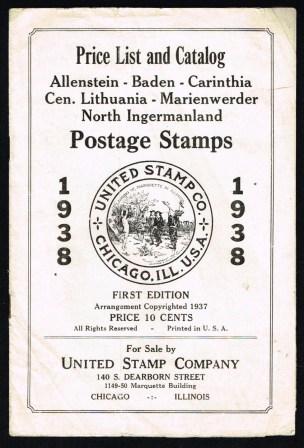 Price List and Catalog
Allenstein - Baden - Carinthia
Cen. Lithuania - Marienwerder
North Ingermanland
Postage Stamps
1938
UNITED STAMP CO.
CHICAGO, ILL. U.S.A.
1938
FIRST EDITION
Arrangement Copyrighted 1937
PRICE 10 CENTS
All Rights Reserved - Printed in U. S. A.
For Sale by
UNITED STAMP COMPANY
140 S. DEARBORN STREET
1149-50 Marquette Building
CHICAGO -:- ILLINOIS